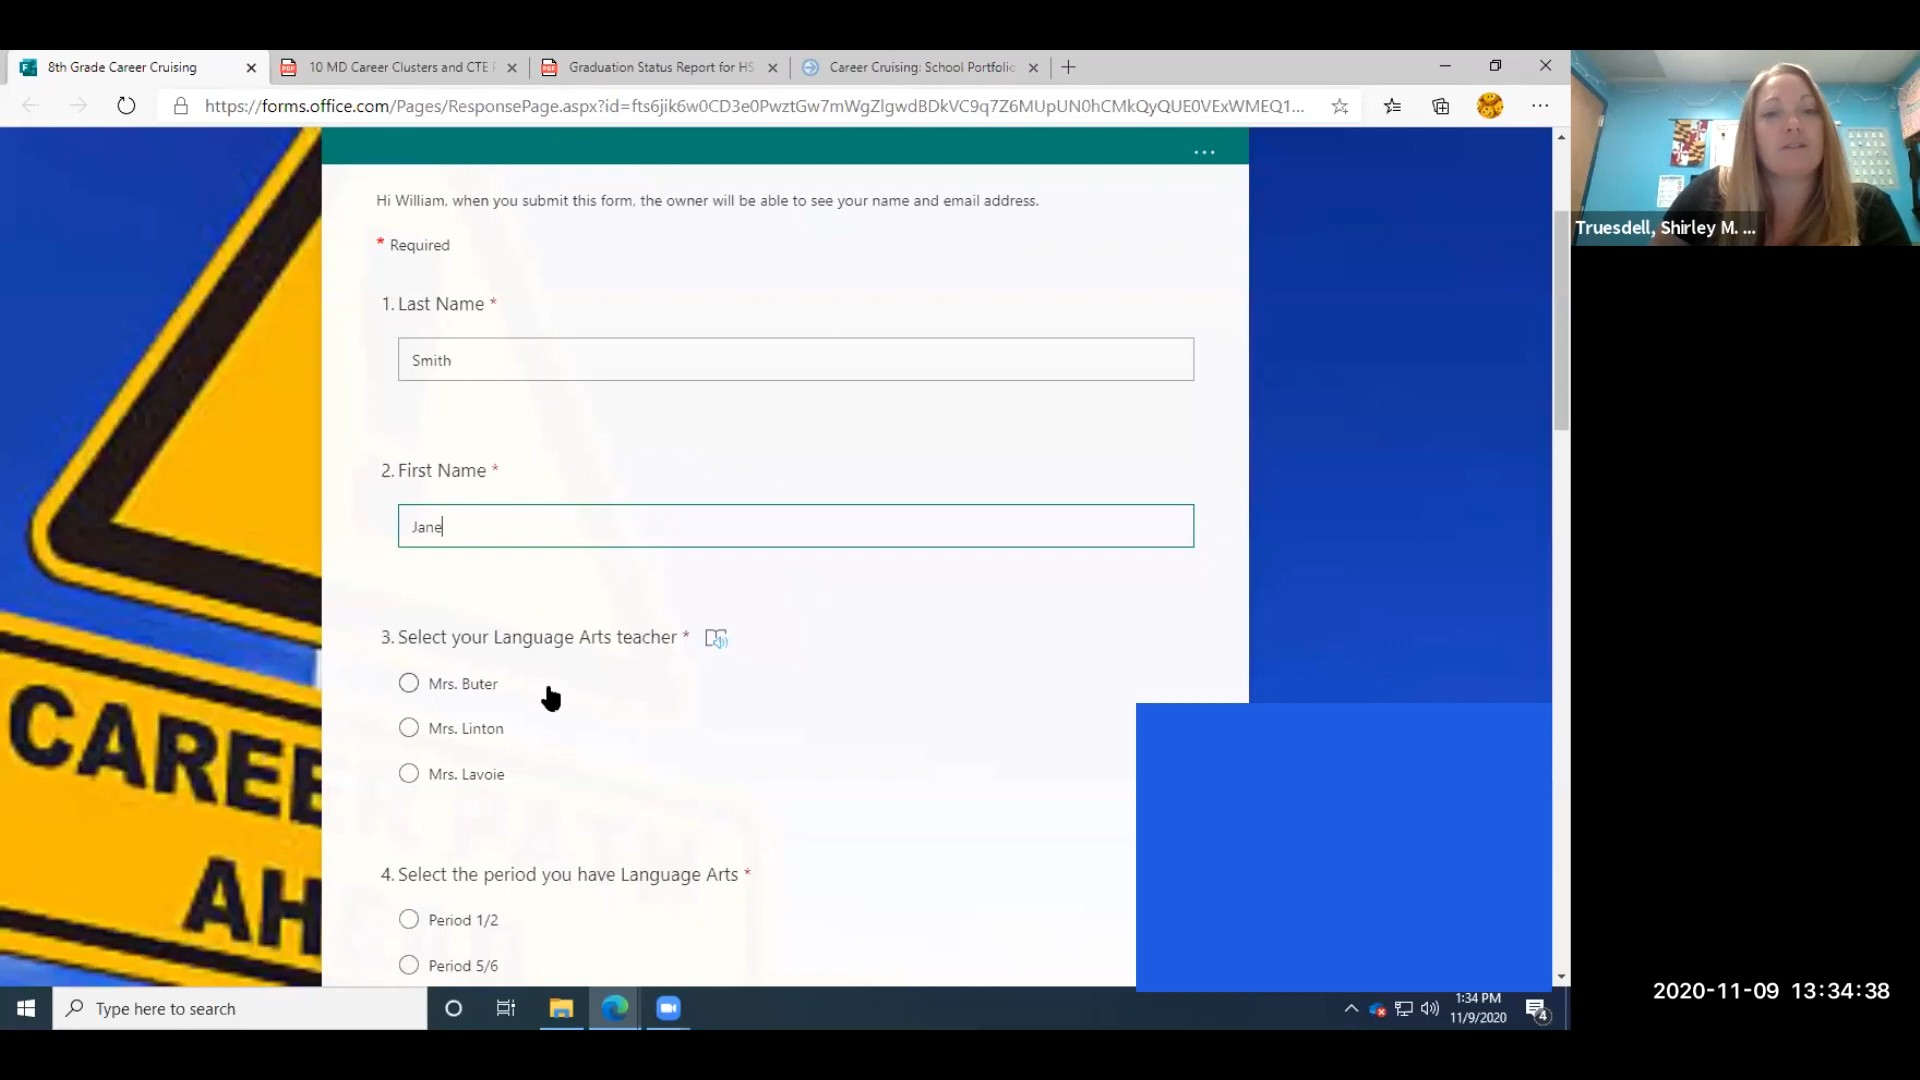 8th Grade Career Cruising
10 MD Career Clusters and CTE
Graduation Status Report for HS
Career Cruising: School Portfolio
https://forms.office.com/Pages/ResponsePage.aspx?id=fts6jik6w0CD3e0PwztGw7mWgZlgwdBDkVC9q7Z6MUpUN0hCMkQyQUE0VExWMEQ1...
...
Hi William, when you submit this form, the owner will be able to see your name and email address.
* Required
1. Last Name *
Smith
2. First Name *
Jane
3. Select your Language Arts teacher *
Mrs. Buter
Mrs. Linton
Mrs. Lavoie
4. Select the period you have Language Arts *
Period 1/2
Period 5/6
CAREE
AH
Truesdell, Shirley M. ...
Type here to search
1:34 PM
11/9/2020
4
2020-11-09 13:34:38